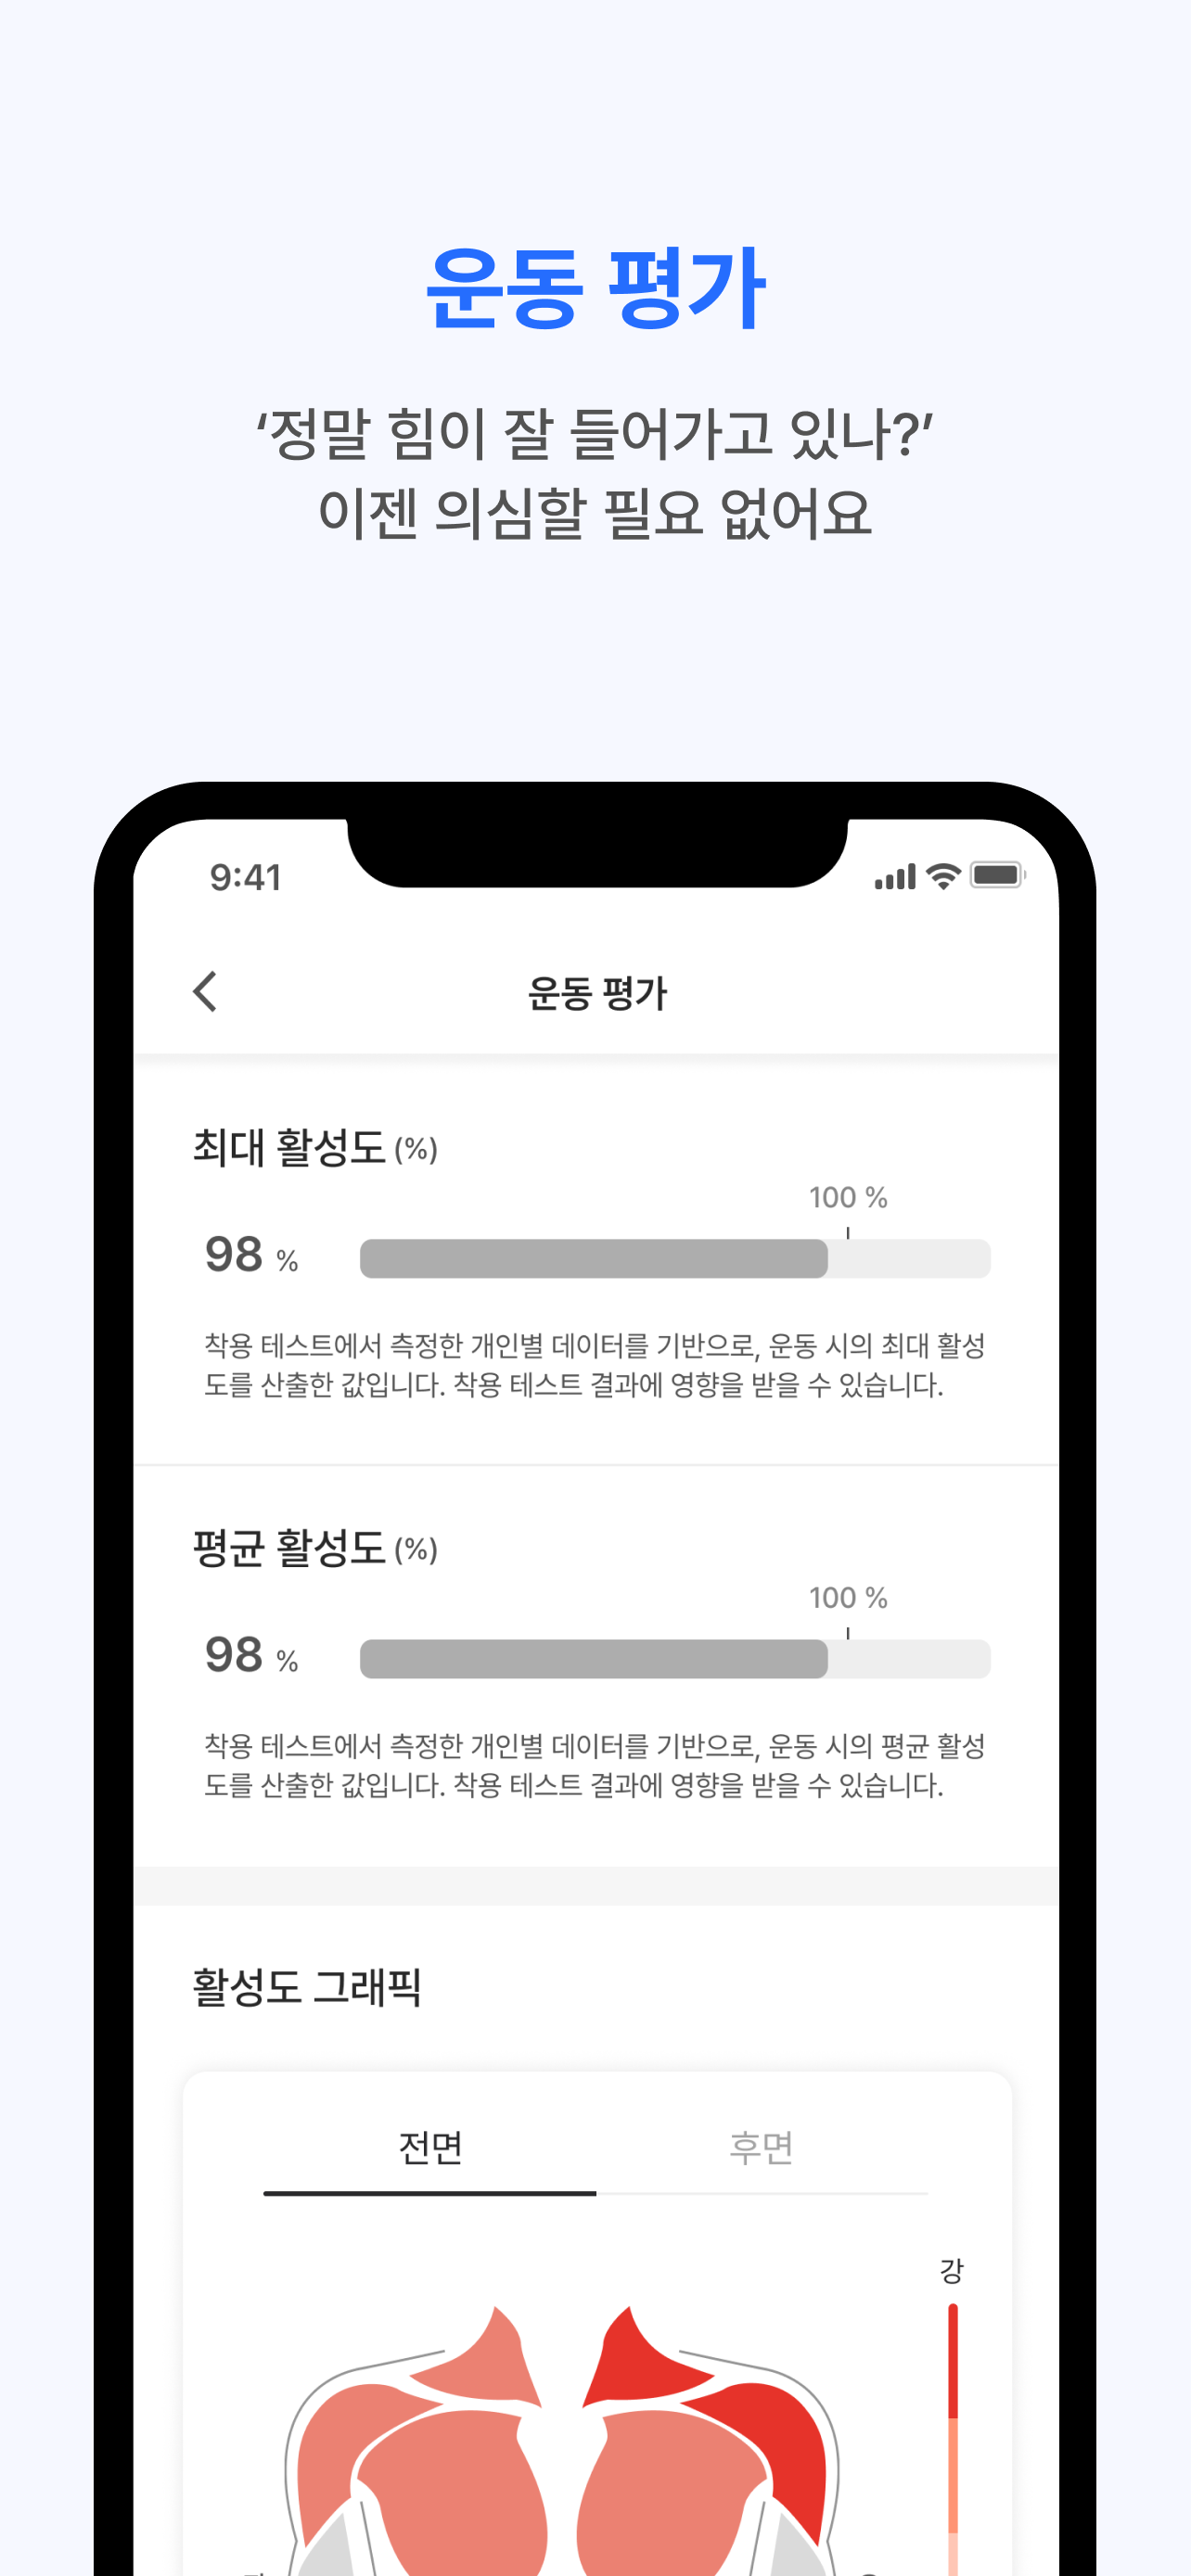 운동 평가
‘정말 힘이 잘 들어가고 있나?’
이젠 의심할 필요 없어요
9:41
운동 평가
최대 활성도 (%)
100 %
98 %
착용 테스트에서 측정한 개인별 데이터를 기반으로, 운동 시의 최대 활성
도를 산출한 값입니다. 착용 테스트 결과에 영향을 받을 수 있습니다.
평균 활성도 (%)
100 %
98 %
착용 테스트에서 측정한 개인별 데이터를 기반으로, 운동 시의 평균 활성
도를 산출한 값입니다. 착용 테스트 결과에 영향을 받을 수 있습니다.
활성도 그래픽
전면
후면
강